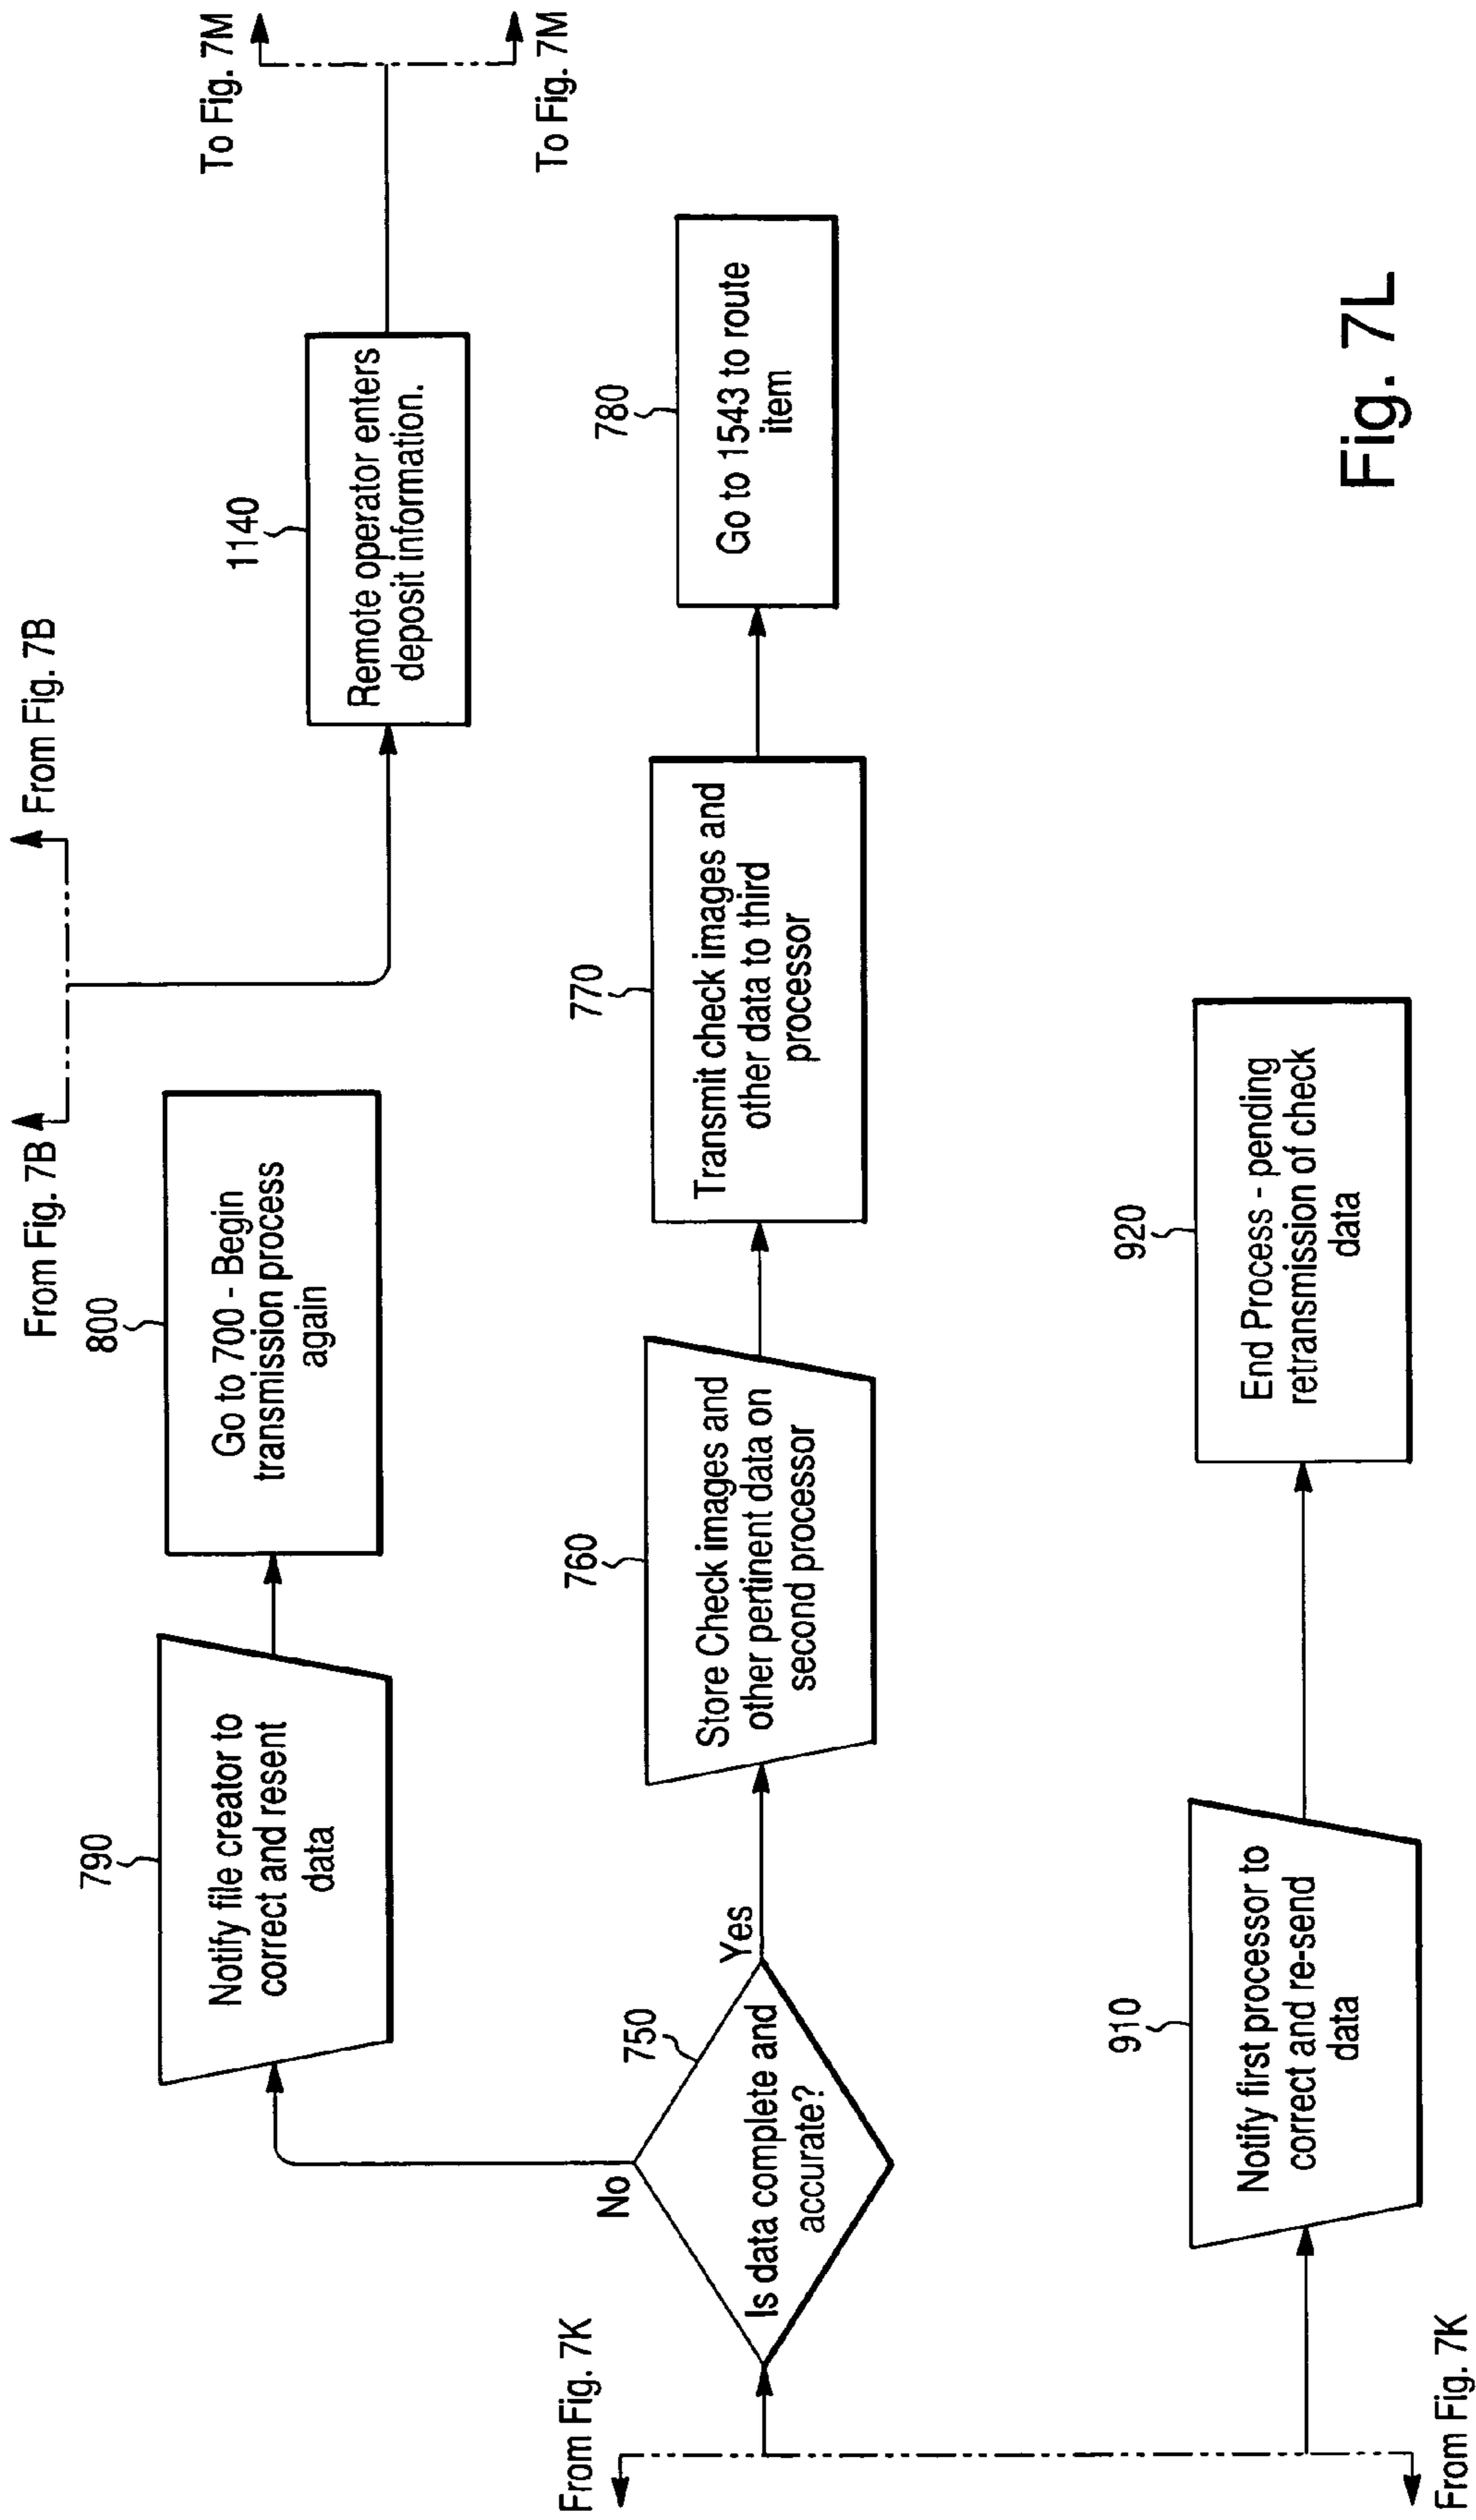 From Fig. 7B
From Fig. 7B
To Fig. 7M
To Fig. 7M
790
Notify file creator to
correct and resent
data
800
Go to 700 - Begin
transmission process
again
1140
Remote operator enters
deposit information.
From Fig. 7K
750
Is data complete and
accurate?
No
Yes
760
Store Check images and
other pertinent data on
second processor
770
Transmit check images and
other data to third
processor
780
Go to 1543 to route
item
910
Notify first processor to
correct and re-send
data
920
End Process - pending
retransmission of check
data
From Fig. 7K
Fig. 7L